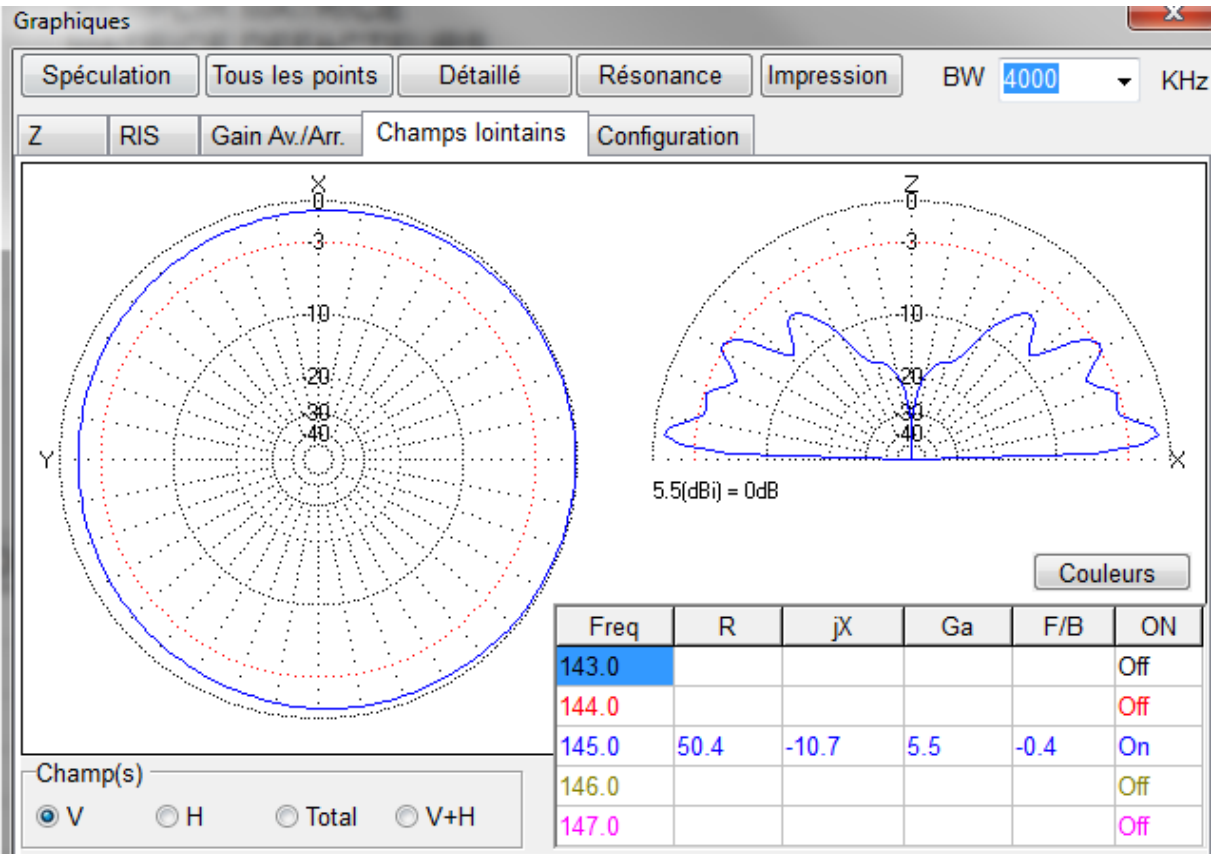 Graphiques
Spéculation Tous les points Détaillé Résonance Impression BW 4000 KHz
Z RIS Gain Av./Arr. Champs lointains Configuration
X Z
0 0
-3 -3
-10 -10
-20 -20
-30 -30
-40 -40
Y X
5.5(dBi) = 0dB
Couleurs
Freq R jX Ga F/B ON
143.0 Off
144.0 Off
145.0 50.4 -10.7 5.5 -0.4 On
146.0 Off
147.0 Off
Champ(s)
V H Total V+H